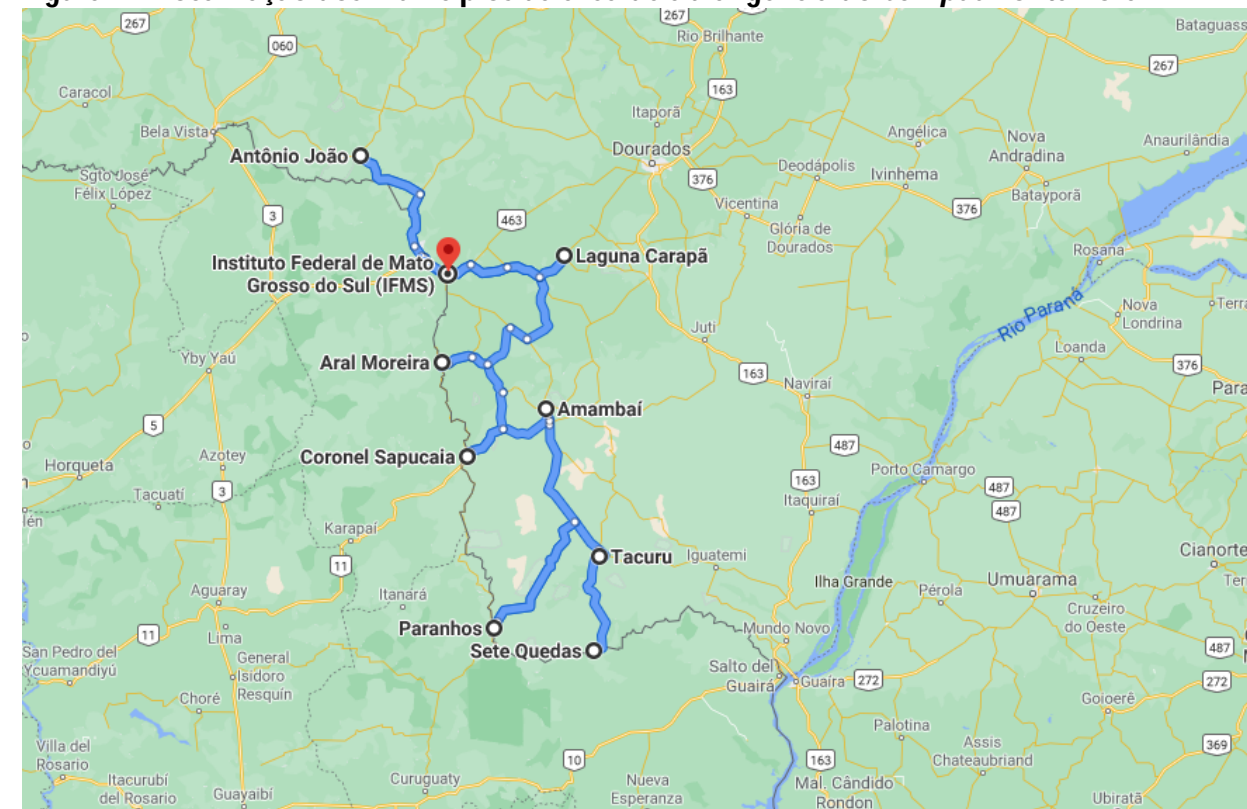 267
Rio Brilhante
Bataguass
060
267
163
Caracol
Itaporã
Bela Vista
Angélica
Nova
Andradina
Anaurilândia
Antônio João
Dourados
Deodápolis
Ivinhema
Sgto José
Félix López
376
Batayporã
3
463
Vicentina
376
Glória de
Dourados
Rosana
Instituto Federal de Mato
Grosso do Sul (IFMS)
Laguna Carapã
Rio Paraná
Nova
Londrina
Terra
Juti
Loanda
Yby Yaú
Aral Moreira
163
376
Naviraí
Para
Amambaí
5
487
Horqueta
Azotey
Coronel Sapucaia
Porto Camargo
163
487
Tacuatí
3
Itaquiraí
487
Karapaí
Cianorte
11
Tacuru
Iguatemi
Ilha Grande
Umuarama
Aguaray
Itanará
Pérola
Cruzeiro
do Oeste
11
Lima
Paranhos
Mundo Novo
San Pedro del
Ycuamandiyú
General
Isidoro
Resquín
Sete Quedas
487
Salto del
Guairá
Guaíra
272
272
Choré
Goioerê
Palotina
Villa del
Rosario
10
Assis
Chateaubriand
369
Itacurubí
del Rosario
Guayaibí
Curuguaty
Nueva
Esperanza
163
Mal. Cândido
Rondon
Ubiratã